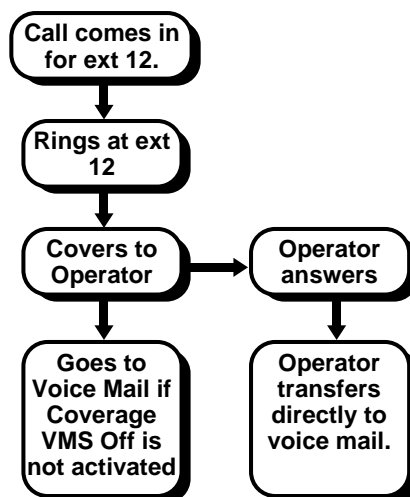 Call comes in
for ext 12.
Rings at ext
12
Covers to
Operator
Operator
answers
Goes to
Voice Mail if
Coverage
VMS Off is
not activated
Operator
transfers
directly to
voice mail.